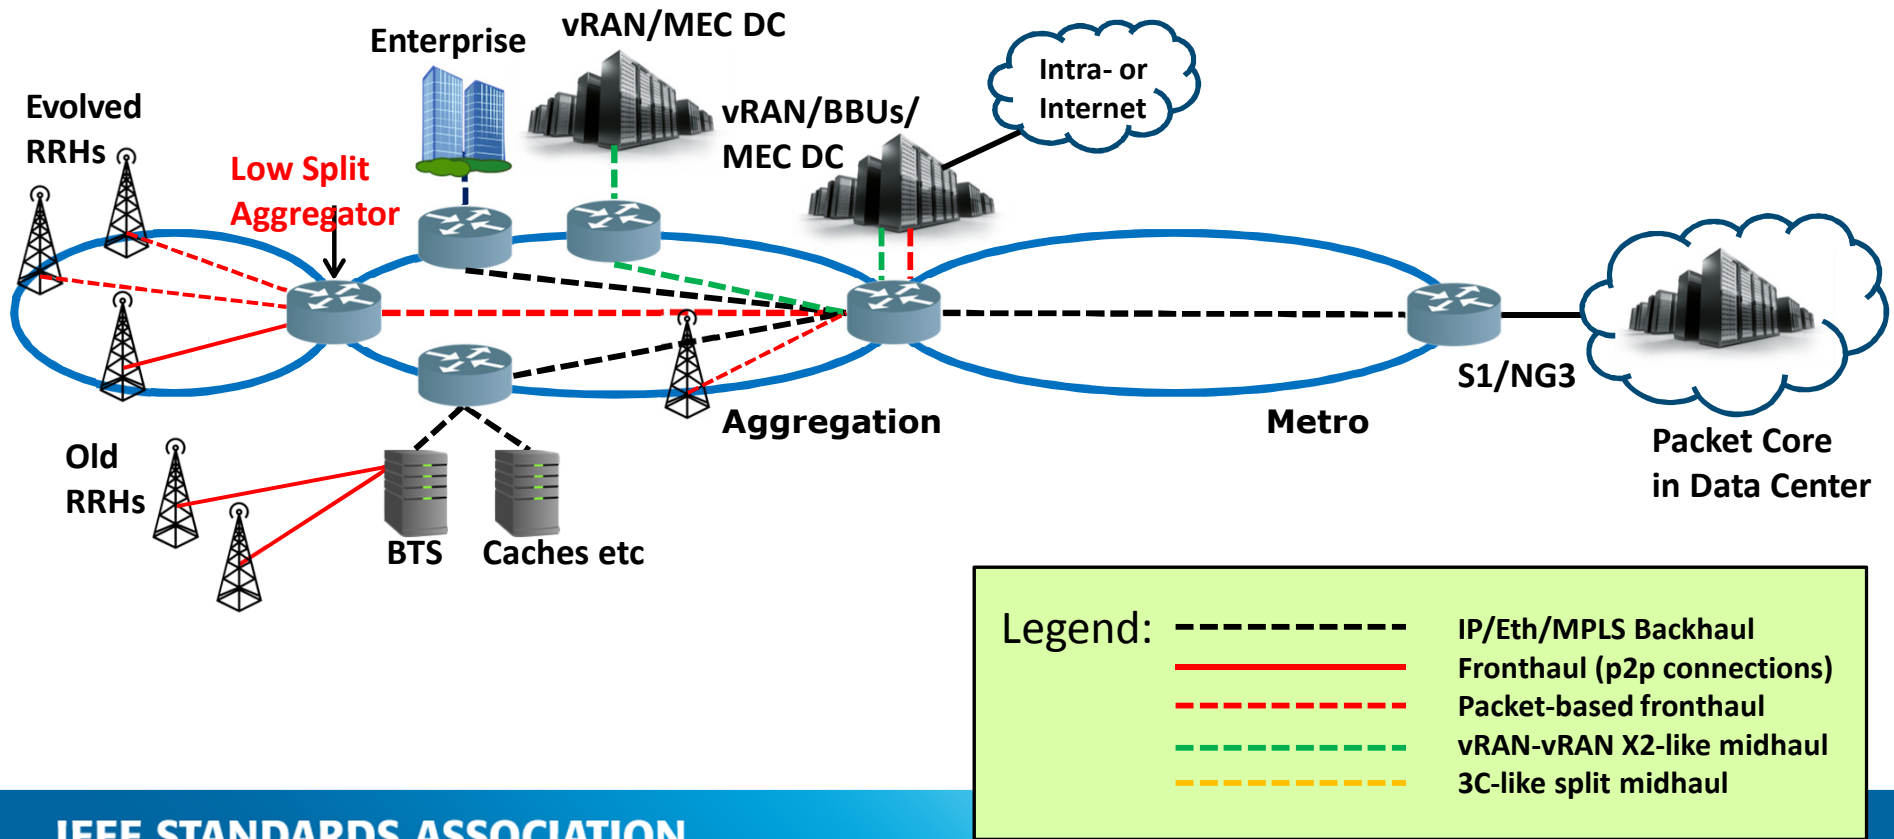 vRAN/MEC DC
Enterprise
Intra- or
Internet
Evolved
RRHs
vRAN/BBUs/
MEC DC
Low Split
Aggregator
S1/NG3
Aggregation
Metro
Packet Core
in Data Center
Old
RRHs
BTS
Caches etc
Legend:
IP/Eth/MPLS Backhaul
Fronthaul (p2p connections)
Packet-based fronthaul
vRAN-vRAN X2-like midhaul
3C-like split midhaul
IEEE STANDARDS ASSOCIATION